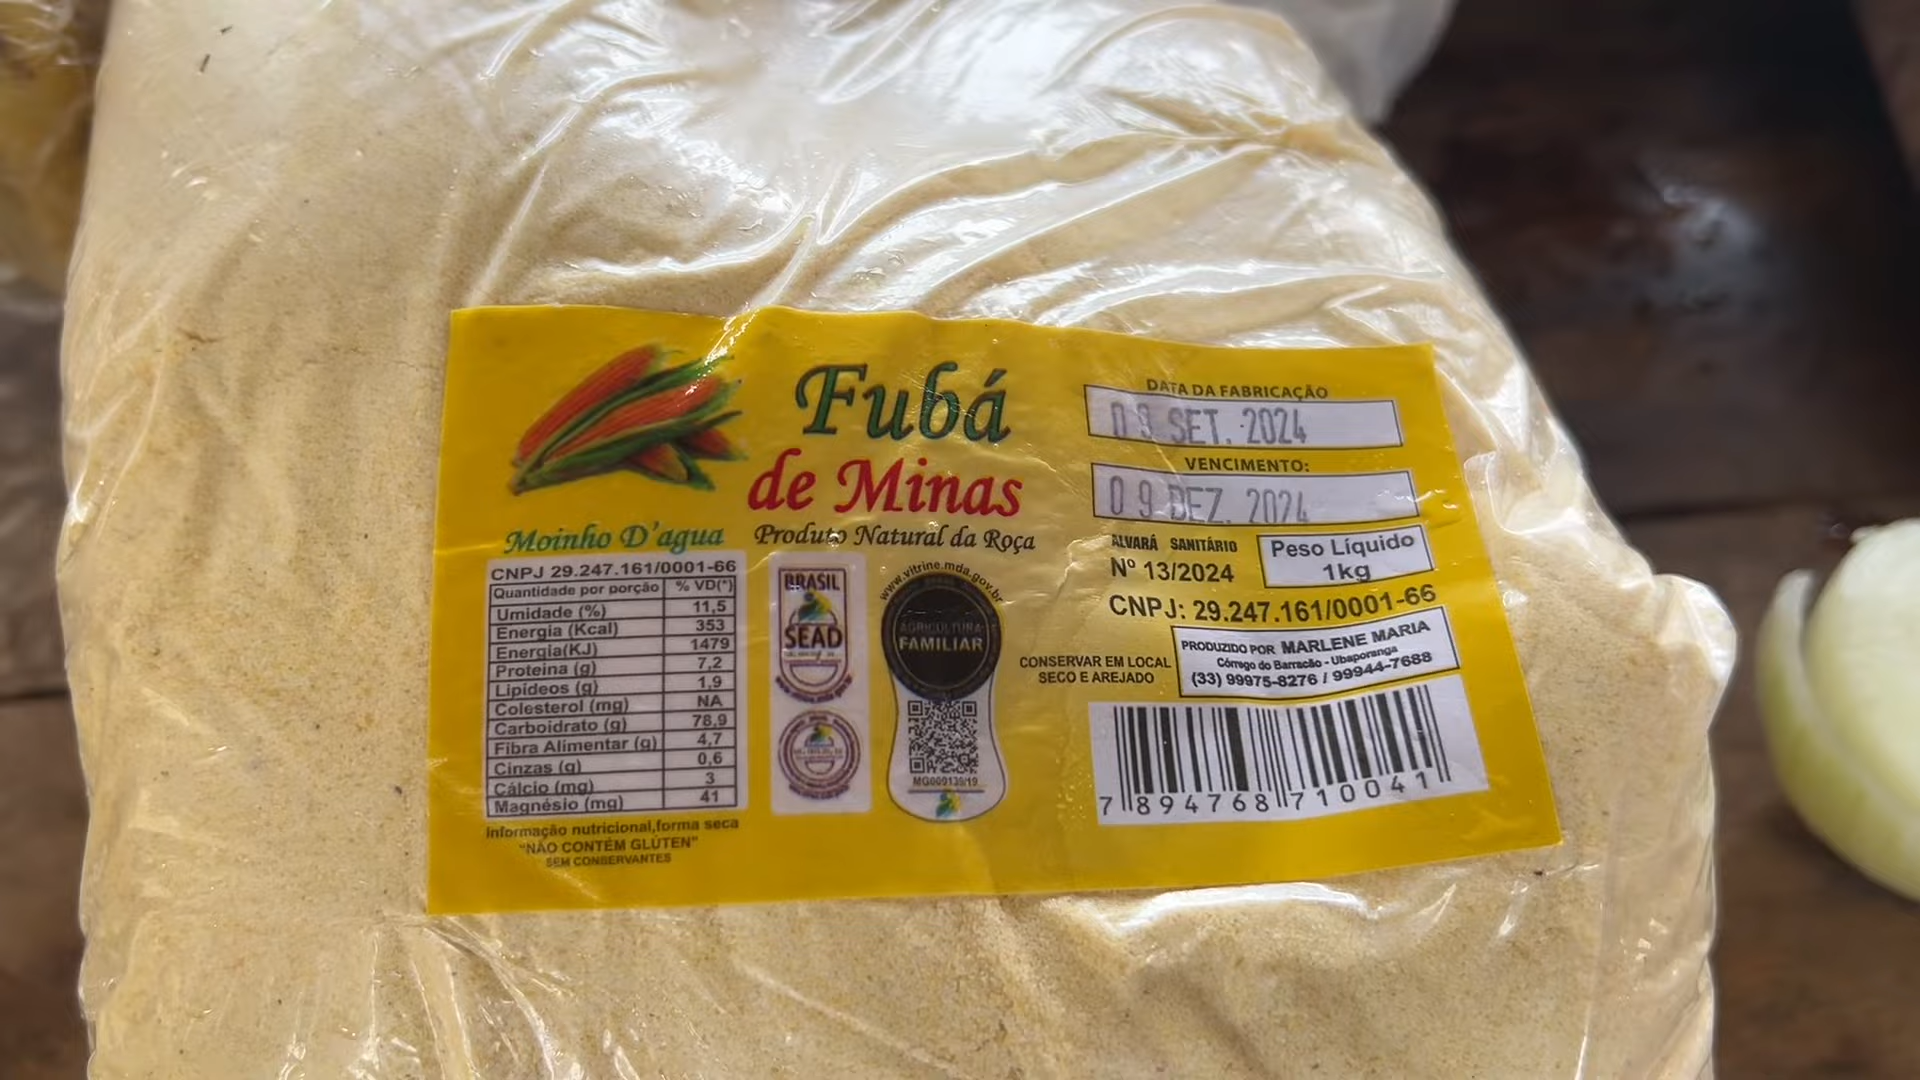 Fubá
de Minas
Moinho D'agua
Produto Natural da Roça
CNPJ 29.247.161/0001-66
Quantidade por porção % VD(*)
Umidade (%) 11,5
Energia (Kcal) 353
Energia(KJ) 1479
Proteina (g) 7,2
Lipídeos (g) 1,9
Colesterol (mg) NA
Carboidrato (g) 78,9
Fibra Alimentar (g) 4,7
Cinzas (g) 0,6
Cálcio (mg) 3
Magnésio (mg) 41
Informação nutricional,forma seca
"NÃO CONTÉM GLÚTEN"
SEM CONSERVANTES
BRASIL
SEAD
www.vitrine.mda.gov.br
AGRICULTURA
FAMILIAR
MG000139/19
DATA DA FABRICAÇÃO
09 SET. 2024
VENCIMENTO:
09 DEZ. 2024
ALVARÁ SANITÁRIO
Nº 13/2024
Peso Líquido
1kg
CNPJ: 29.247.161/0001-66
CONSERVAR EM LOCAL
SECO E AREJADO
PRODUZIDO POR MARLENE MARIA
Córrego do Barracão - Ubaporanga
(33) 99975-8276 / 99944-7688
7 894768 710041